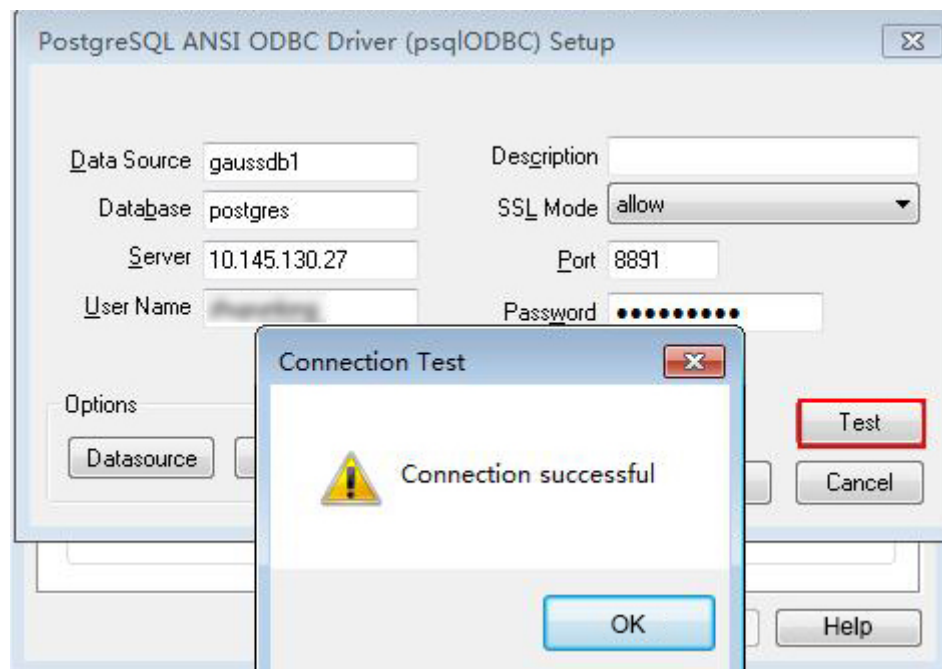 PostgreSQL ANSI ODBC Driver (psqlODBC) Setup
Data Source gaussdb1 Description
Database postgres SSL Mode allow
Server 10.145.130.27 Port 8891
User Name Password •••••••••
Connection Test
Options
Test
Datasource
Connection successful
Cancel
OK
Help